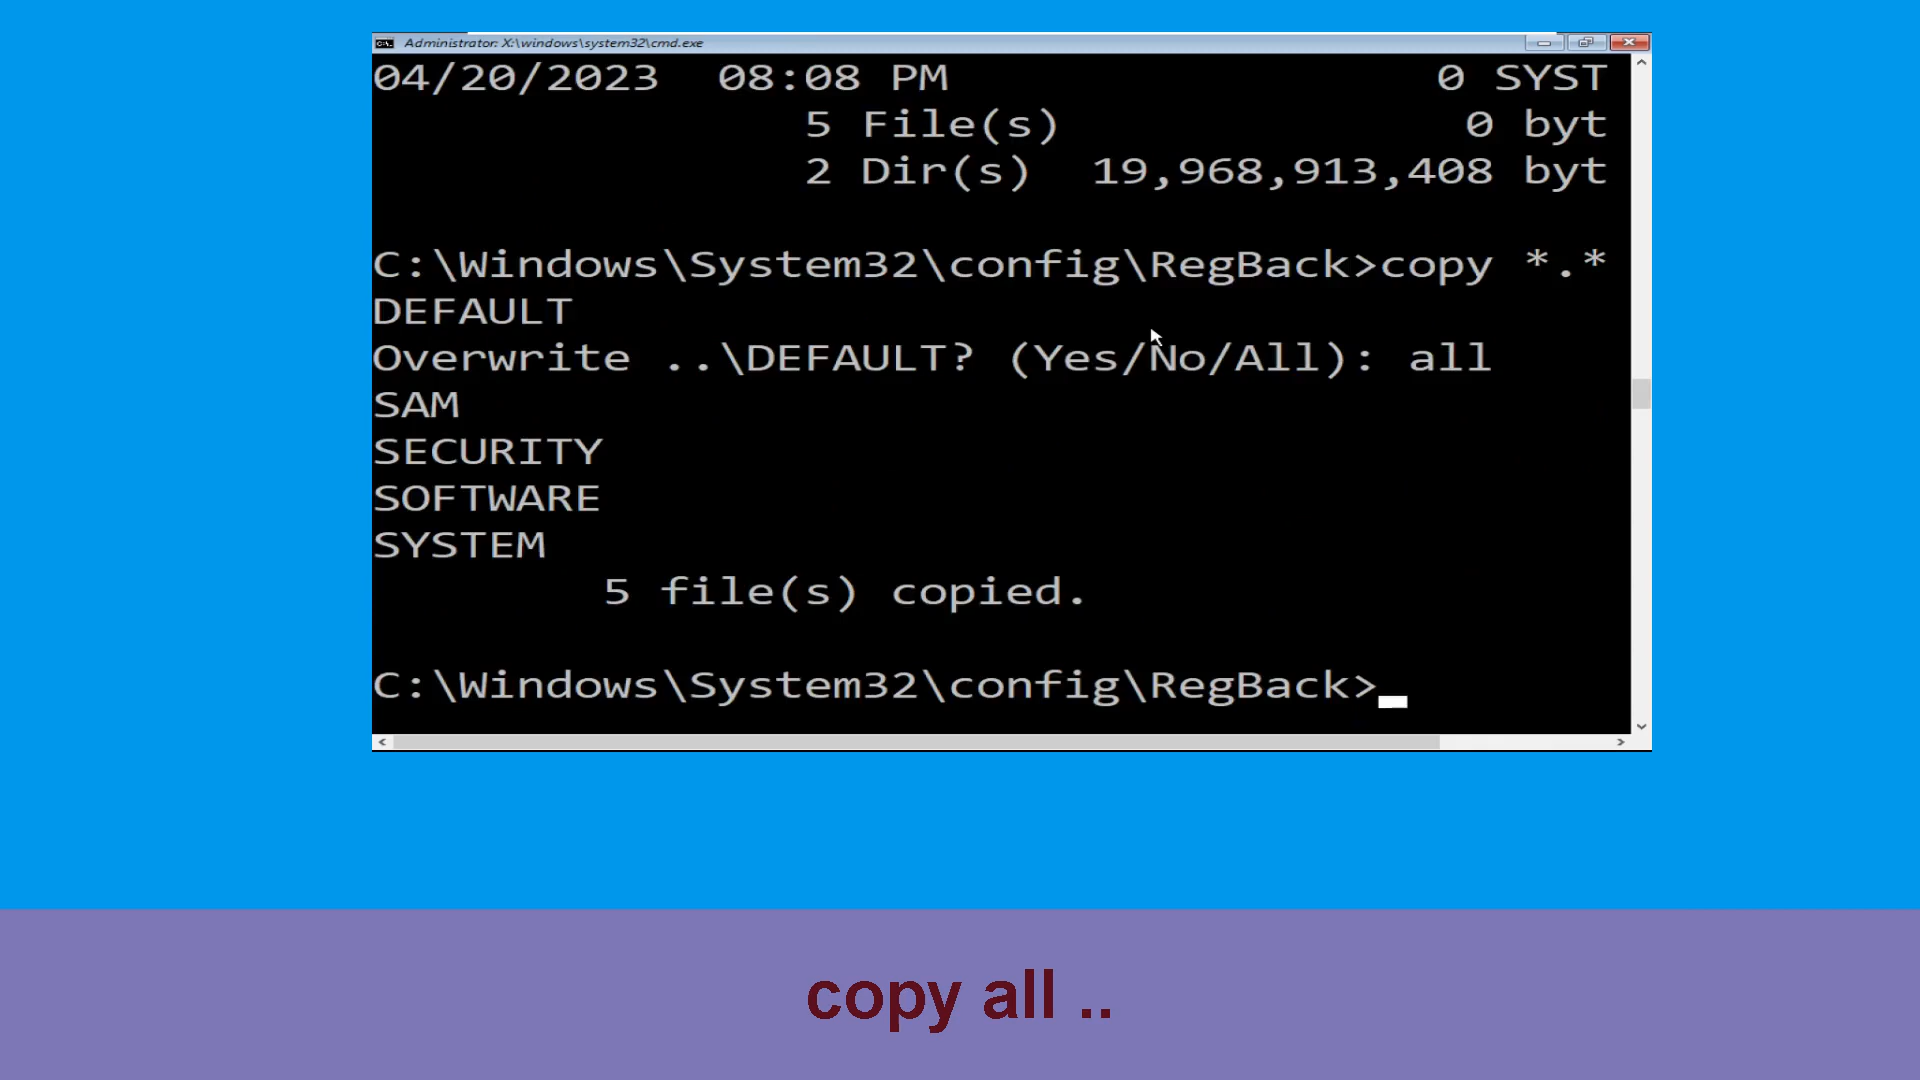 Administrator: X:\windows\system32\cmd.exe
04/20/2023 08:08 PM 0 SYST
5 File(s) 0 byt
2 Dir(s) 19,968,913,408 byt
C:\Windows\System32\config\RegBack>copy *.*
DEFAULT
Overwrite ..\DEFAULT? (Yes/No/All): all
SAM
SECURITY
SOFTWARE
SYSTEM
5 file(s) copied.
C:\Windows\System32\config\RegBack>
copy all ..